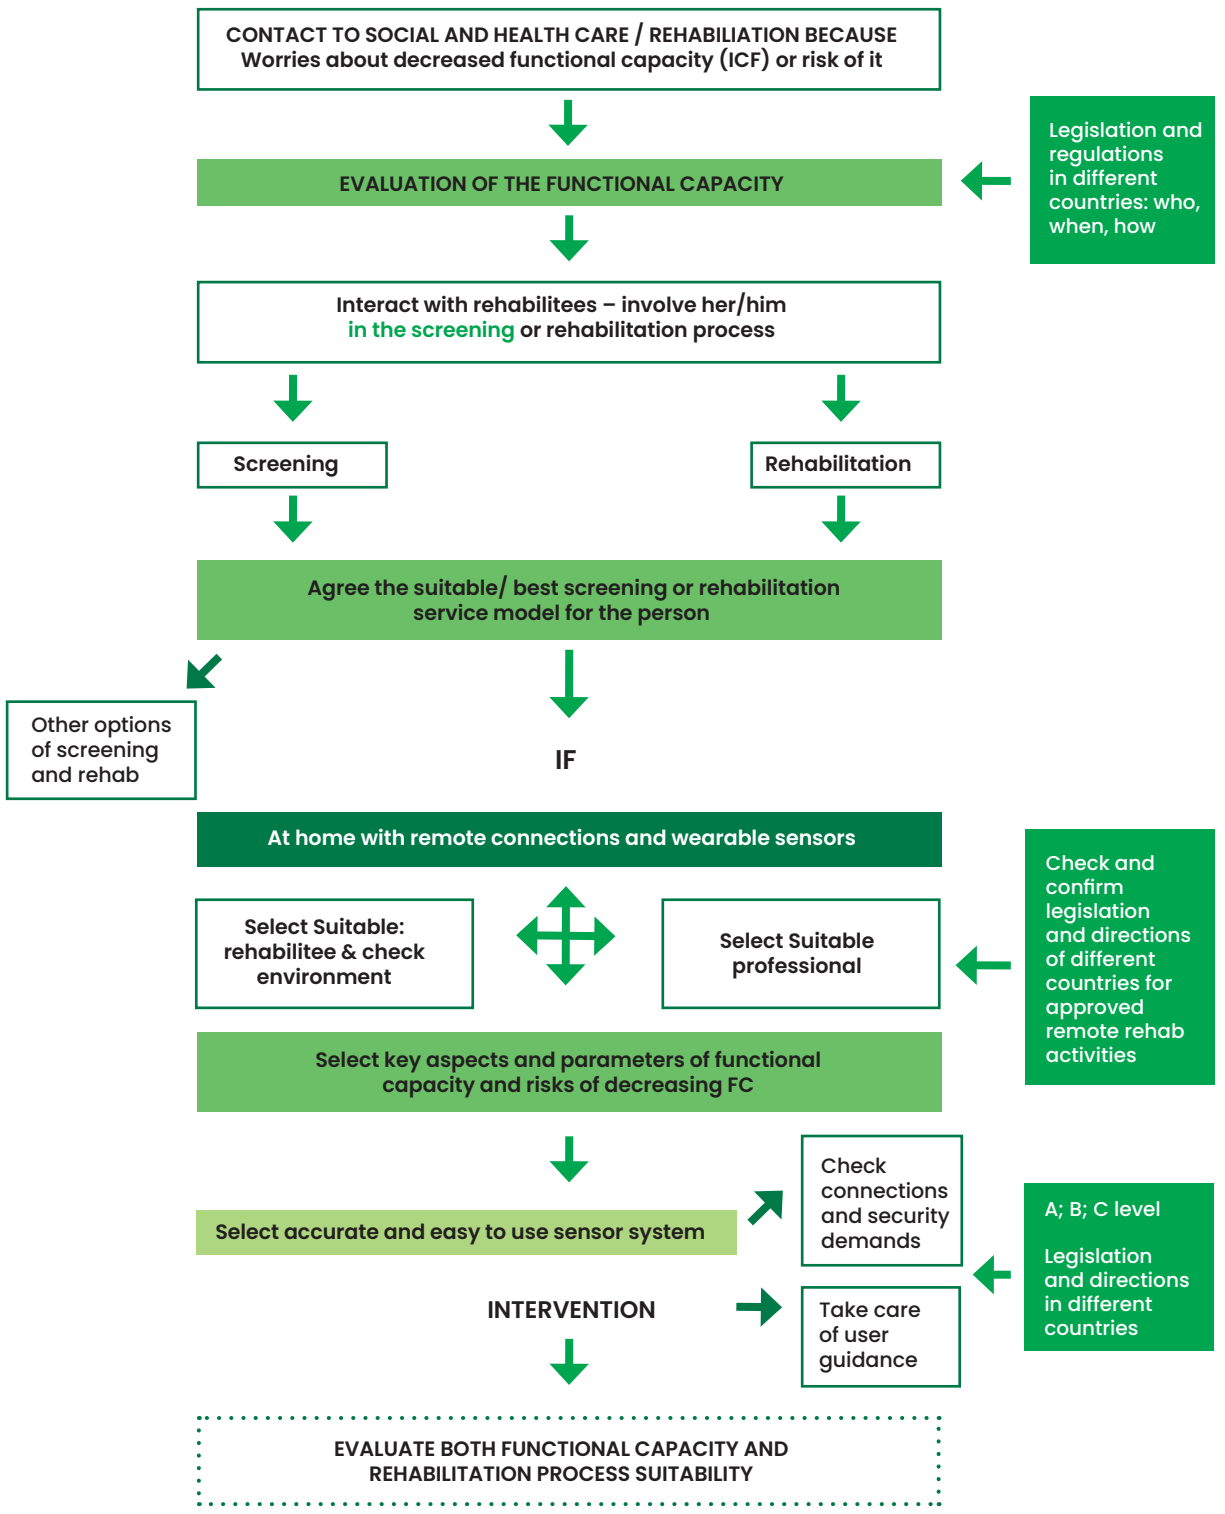 CONTACT TO SOCIAL AND HEALTH CARE / REHABILIATION BECAUSE
Worries about decreased functional capacity (ICF) or risk of it
Legislation and
regulations
in different
countries: who,
when, how
EVALUATION OF THE FUNCTIONAL CAPACITY
Interact with rehabilitees – involve her/him
in the screening or rehabilitation process
Screening
Rehabilitation
Agree the suitable/ best screening or rehabilitation
service model for the person
Other options
of screening
and rehab
IF
At home with remote connections and wearable sensors
Select Suitable:
rehabilitee & check
environment
Select Suitable
professional
Check and
confirm
legislation
and directions
of different
countries for
approved
remote rehab
activities
Select key aspects and parameters of functional
capacity and risks of decreasing FC
Select accurate and easy to use sensor system
Check
connections
and security
demands
A; B; C level
Legislation
and directions
in different
countries
INTERVENTION
Take care
of user
guidance
EVALUATE BOTH FUNCTIONAL CAPACITY AND
REHABILITATION PROCESS SUITABILITY